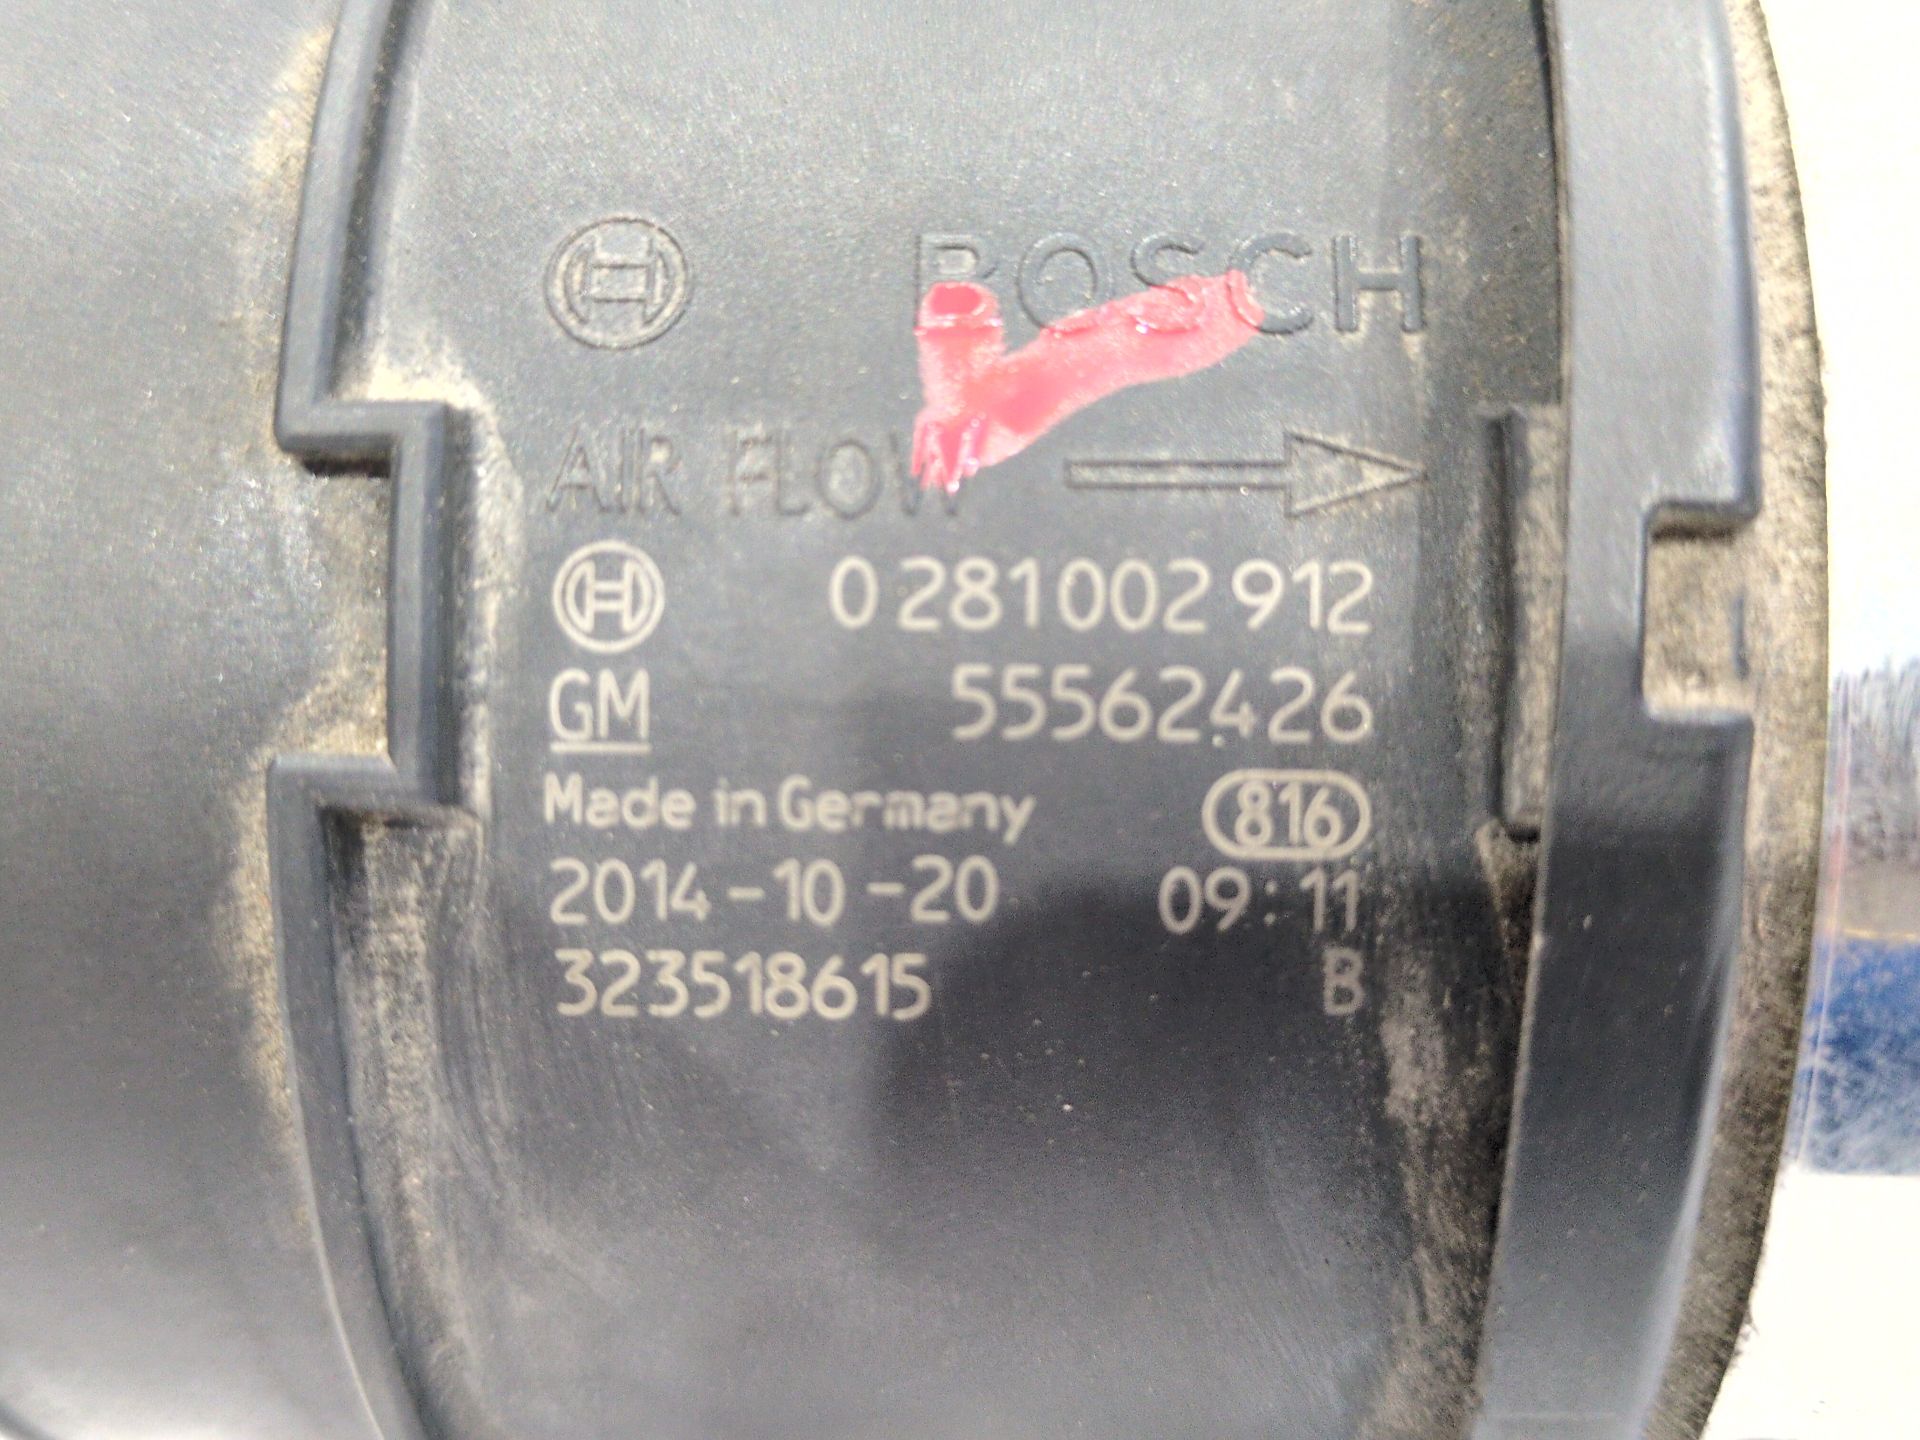 BOSCH
AIR FLOW
0 281 002 912
GM 55562426
Made in Germany 816
2014-10-20 09:11
323518615 B